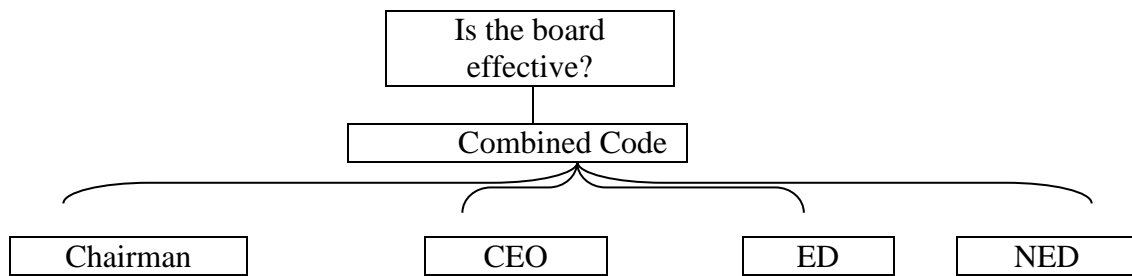 Is the board
effective?
Combined Code
Chairman
CEO
ED
NED